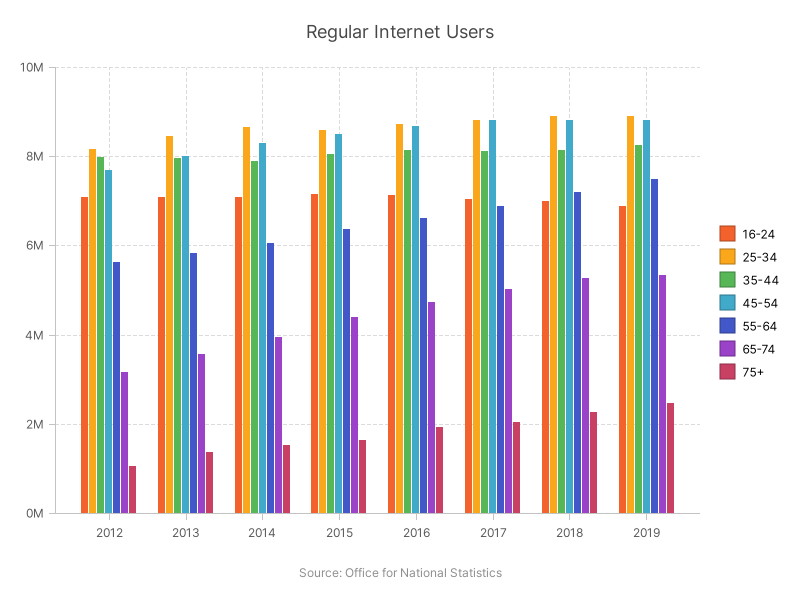 Regular Internet Users
10M
8M
6M
4M
2M
0M
2012 2013 2014 2015 2016 2017 2018 2019
16-24
25-34
35-44
45-54
55-64
65-74
75+
Source: Office for National Statistics